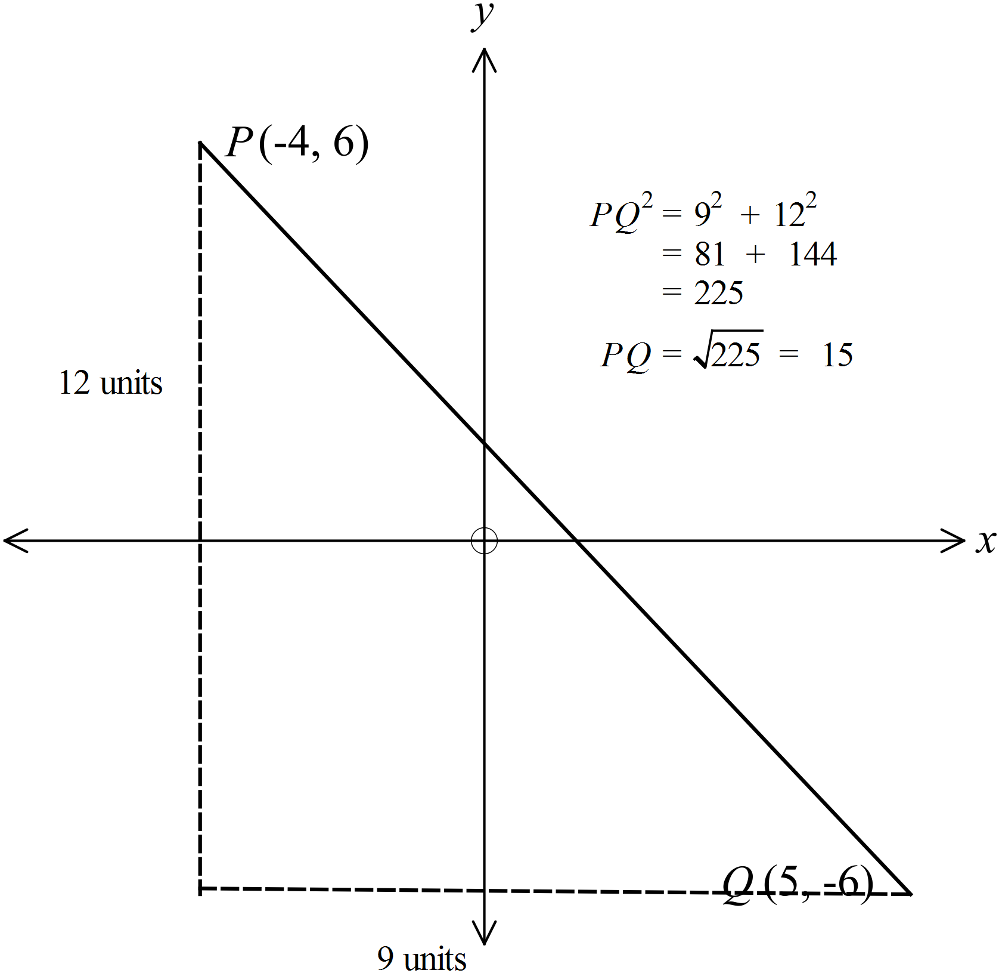 y
P(-4, 6)
PQ² = 9² + 12²
= 81 + 144
= 225
PQ = √225 = 15
12 units
x
Q(5, -6)
9 units